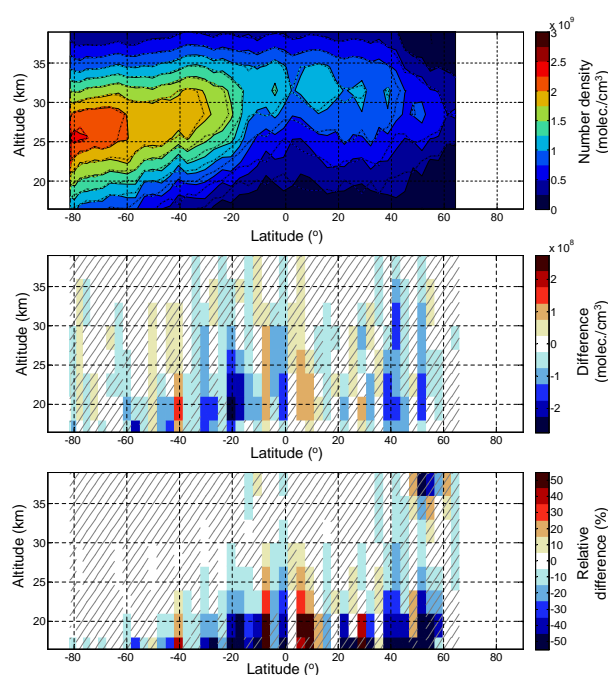 x 10⁹
35
30
25
20
Altitude (km)
-80 -60 -40 -20 0 20 40 60 80
Latitude (º)
3
2.5
2
1.5
1
0.5
0
Number density
(molec./cm³)
x 10⁸
35
30
25
20
Altitude (km)
-80 -60 -40 -20 0 20 40 60 80
Latitude (º)
2
1
+0
-0
-1
-2
Difference
(molec./cm³)
35
30
25
20
Altitude (km)
-80 -60 -40 -20 0 20 40 60 80
Latitude (º)
50
40
30
20
10
+0
-0
-10
-20
-30
-40
-50
Relative
difference (%)